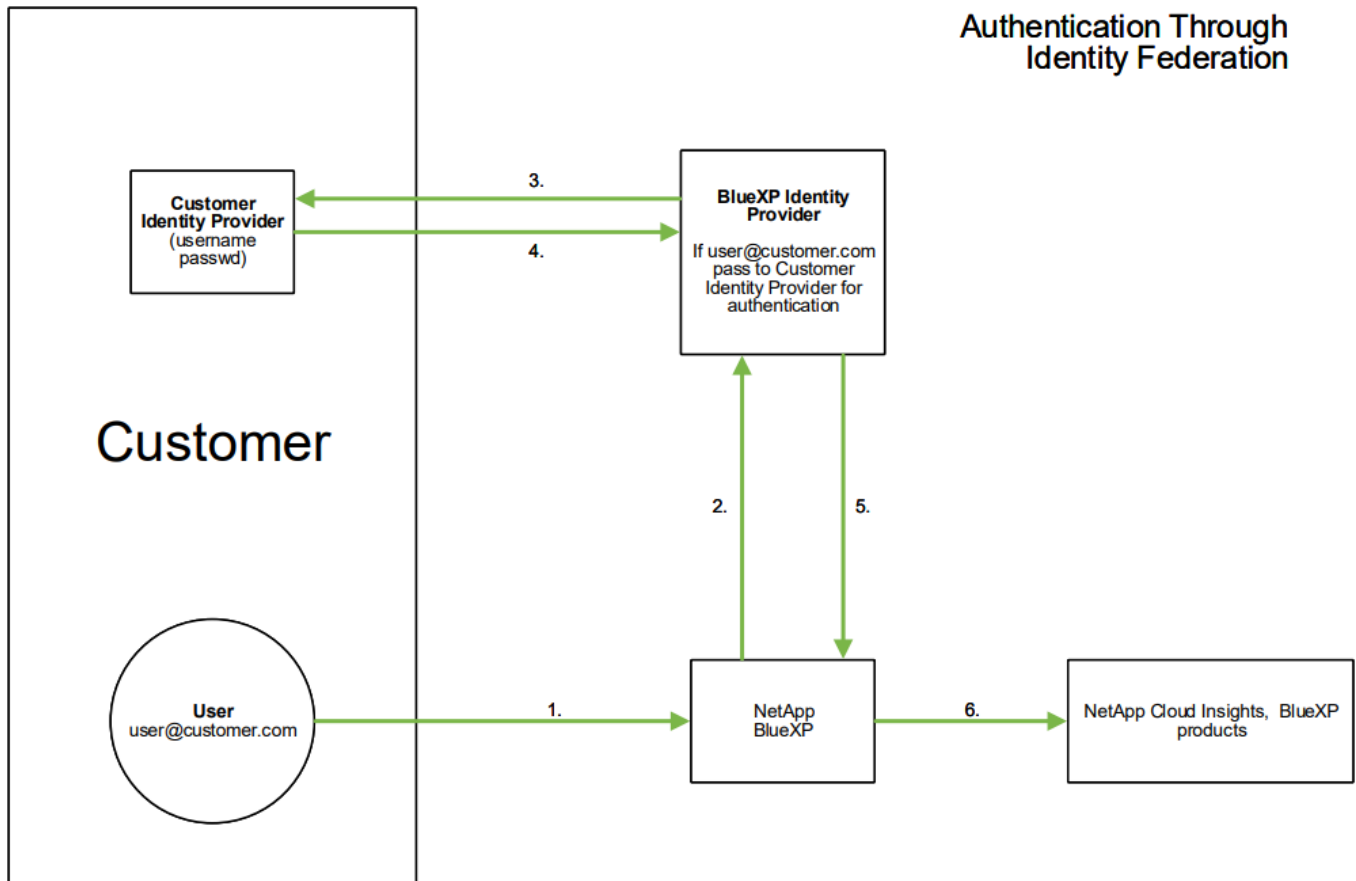 Authentication Through
Identity Federation
Customer
Identity Provider
(username
passwd)
3.
4.
BlueXP Identity
Provider
If user@customer.com
pass to Customer
Identity Provider for
authentication
Customer
2.
5.
User
user@customer.com
1.
NetApp
BlueXP
6.
NetApp Cloud Insights, BlueXP
products